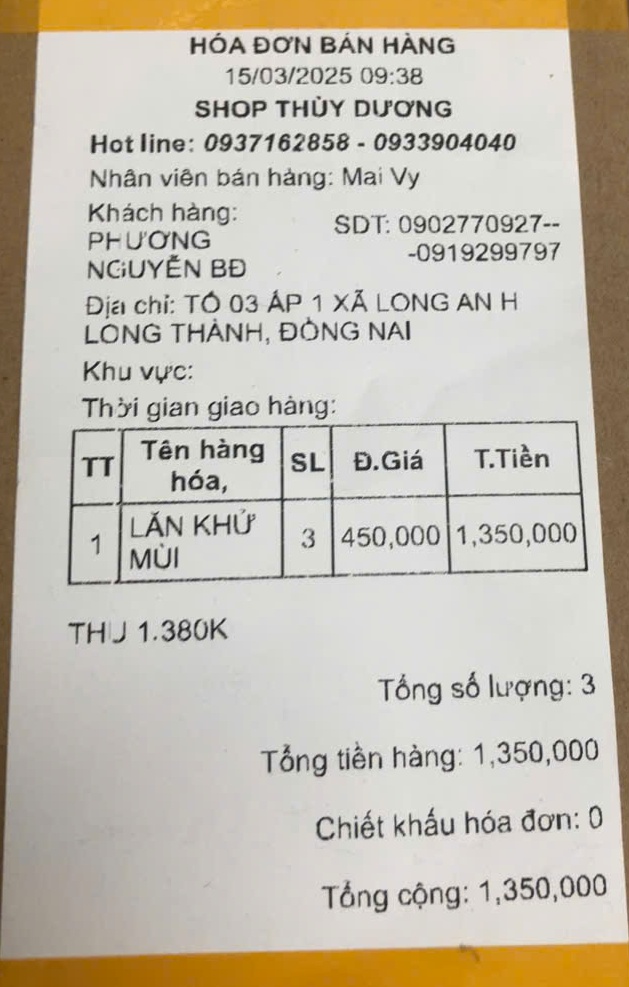 HÓA ĐƠN BÁN HÀNG
15/03/2025 09:38
SHOP THÙY DƯƠNG
Hot line: 0937162858 - 0933904040
Nhân viên bán hàng: Mai Vy
Khách hàng:
PHƯƠNG
NGUYỄN BĐ
SDT: 0902770927--
-0919299797
Địa chỉ: TỔ 03 ẤP 1 XÃ LONG AN H
LONG THÀNH, ĐỒNG NAI
Khu vực:
Thời gian giao hàng:
TT Tên hàng hóa, SL Đ.Giá T.Tiền
1 LĂN KHỬ MÙI 3 450,000 1,350,000
THU 1.380K
Tổng số lượng: 3
Tổng tiền hàng: 1,350,000
Chiết khấu hóa đơn: 0
Tổng cộng: 1,350,000